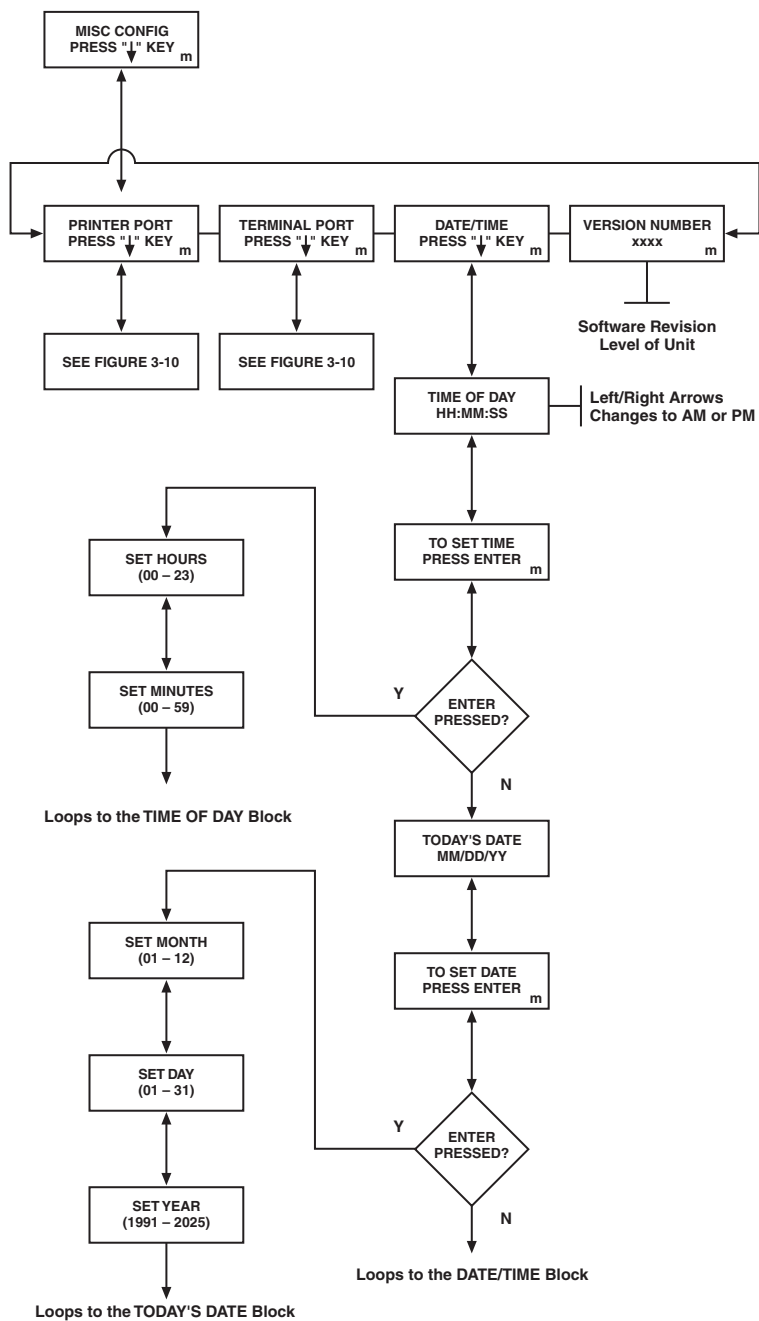 MISC CONFIG
PRESS "↓" KEY
m
PRINTER PORT
PRESS "↓" KEY
m
TERMINAL PORT
PRESS "↓" KEY
m
DATE/TIME
PRESS "↓" KEY
m
VERSION NUMBER
xxxx
m
Software Revision
Level of Unit
SEE FIGURE 3-10
SEE FIGURE 3-10
TIME OF DAY
HH:MM:SS
Left/Right Arrows
Changes to AM or PM
TO SET TIME
PRESS ENTER
m
SET HOURS
(00 – 23)
SET MINUTES
(00 – 59)
Y
ENTER
PRESSED?
N
Loops to the TIME OF DAY Block
TODAY'S DATE
MM/DD/YY
SET MONTH
(01 – 12)
TO SET DATE
PRESS ENTER
m
SET DAY
(01 – 31)
Y
ENTER
PRESSED?
N
SET YEAR
(1991 – 2025)
Loops to the DATE/TIME Block
Loops to the TODAY'S DATE Block